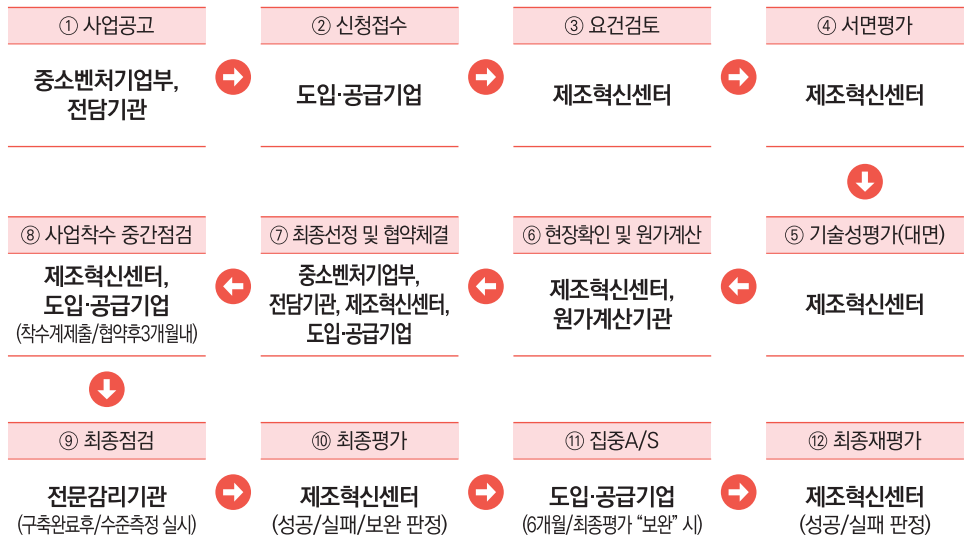 ① 사업공고
중소벤처기업부,
전담기관
② 신청접수
도입·공급기업
③ 요건검토
제조혁신센터
④ 서면평가
제조혁신센터
⑤ 기술성평가(대면)
제조혁신센터
⑥ 현장확인 및 원가계산
제조혁신센터,
원가계산기관
⑦ 최종선정 및 협약체결
중소벤처기업부,
전담기관, 제조혁신센터,
도입·공급기업
⑧ 사업착수 중간점검
제조혁신센터,
도입·공급기업
(착수계제출/협약후3개월내)
⑨ 최종점검
전문감리기관
(구축완료후/수준측정 실시)
⑩ 최종평가
제조혁신센터
(성공/실패/보완 판정)
⑪ 집중A/S
도입·공급기업
(6개월/최종평가 “보완” 시)
⑫ 최종재평가
제조혁신센터
(성공/실패 판정)